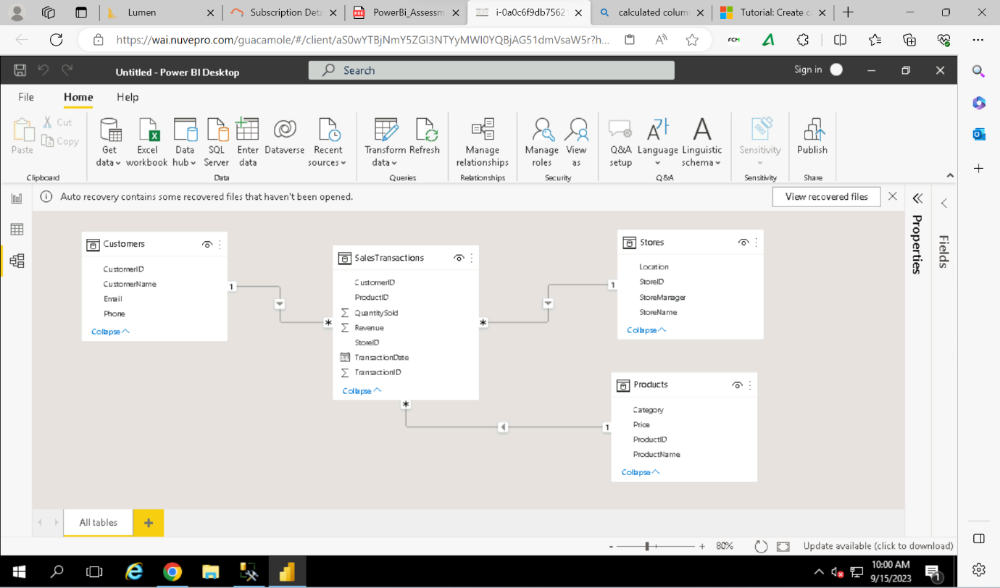 Lumen
Subscription Deta
PowerBi_Assessm
i-0a0c6f9db7562
calculated colum
Tutorial: Create c
https://wai.nuvepro.com/guacamole/#/client/aS0wYTBjNmY5ZGI3NTYyMWI0YQBjAG51dmVsaW5r?h...
FCM
Untitled - Power BI Desktop
Search
Sign in
File
Home
Help
Paste
Cut
Copy
Get data
Excel workbook
Data hub
SQL Server
Enter data
Dataverse
Recent sources
Transform data
Refresh
Manage relationships
Manage roles
View as
Q&A setup
Language
Linguistic schema
Sensitivity
Publish
Clipboard
Data
Queries
Relationships
Security
Q&A
Sensitivity
Share
Auto recovery contains some recovered files that haven't been opened.
View recovered files
Properties
Fields
Customers
CustomerID
CustomerName
Email
Phone
Collapse
1
*
SalesTransactions
CustomerID
ProductID
QuantitySold
Revenue
StoreID
TransactionDate
TransactionID
Collapse
*
*
1
Stores
Location
StoreID
StoreManager
StoreName
Collapse
1
Products
Category
Price
ProductID
ProductName
Collapse
All tables
+
- + 80%
Update available (click to download)
10:00 AM
9/15/2023
1